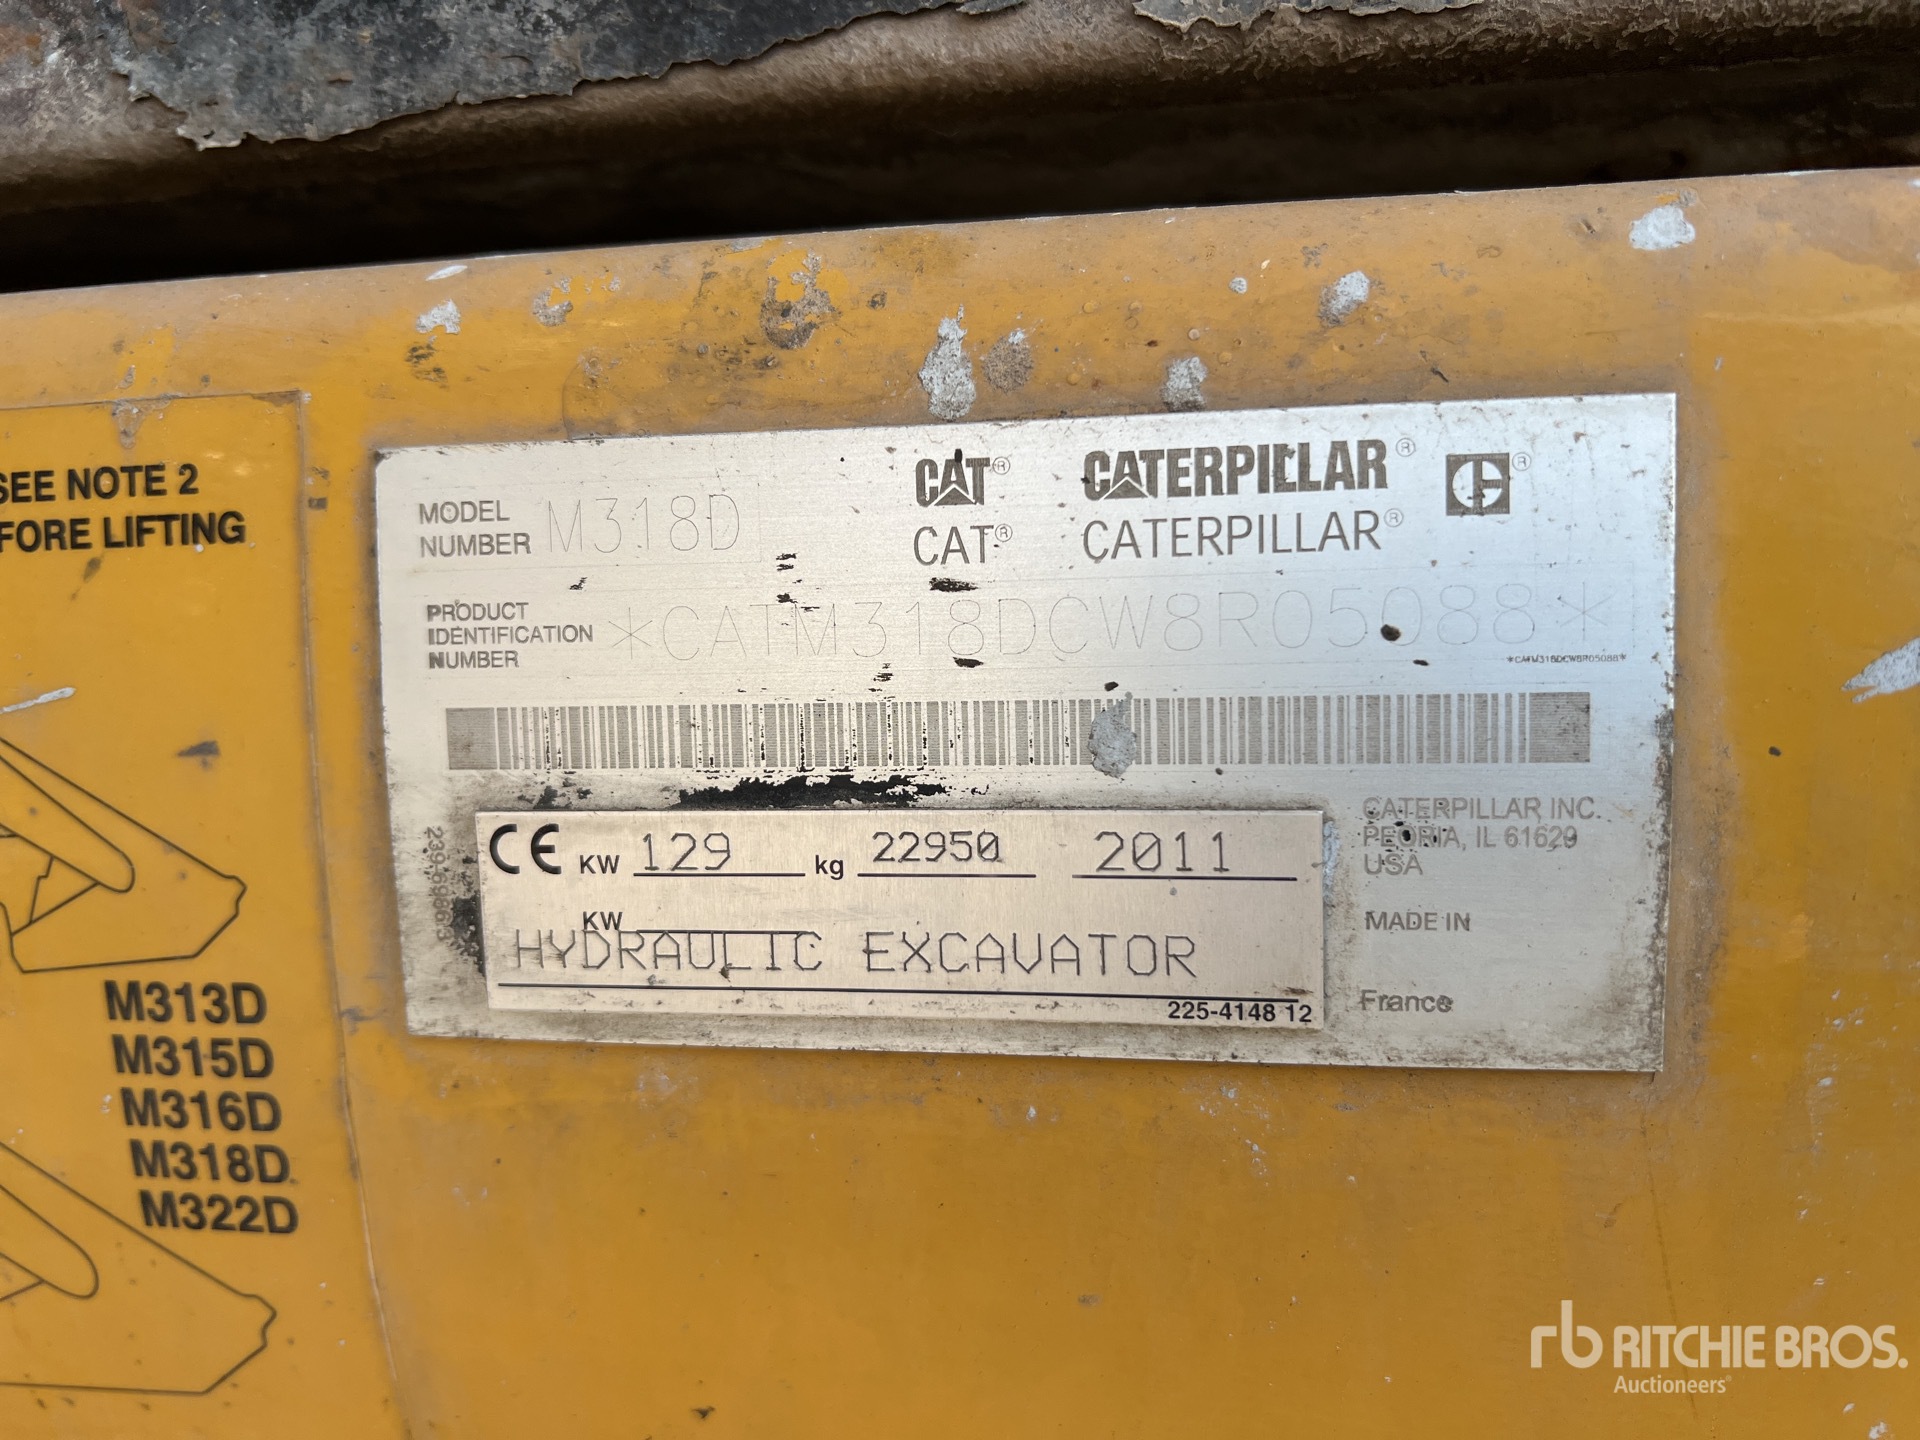 SEE NOTE 2
FORE LIFTING
M313D
M315D
M316D
M318D
M322D
MODEL NUMBER M318D
CAT® CATERPILLAR® ®
CAT® CATERPILLAR®
PRODUCT IDENTIFICATION NUMBER *CATM318DCW8R05088*
*CATM318DCW8R05088*
CE KW 129 kg 22950 2011
KW
HYDRAULIC EXCAVATOR
225-4148 12
CATERPILLAR INC.
PEORIA, IL 61629
USA
MADE IN
France
rb RITCHIE BROS.
Auctioneers